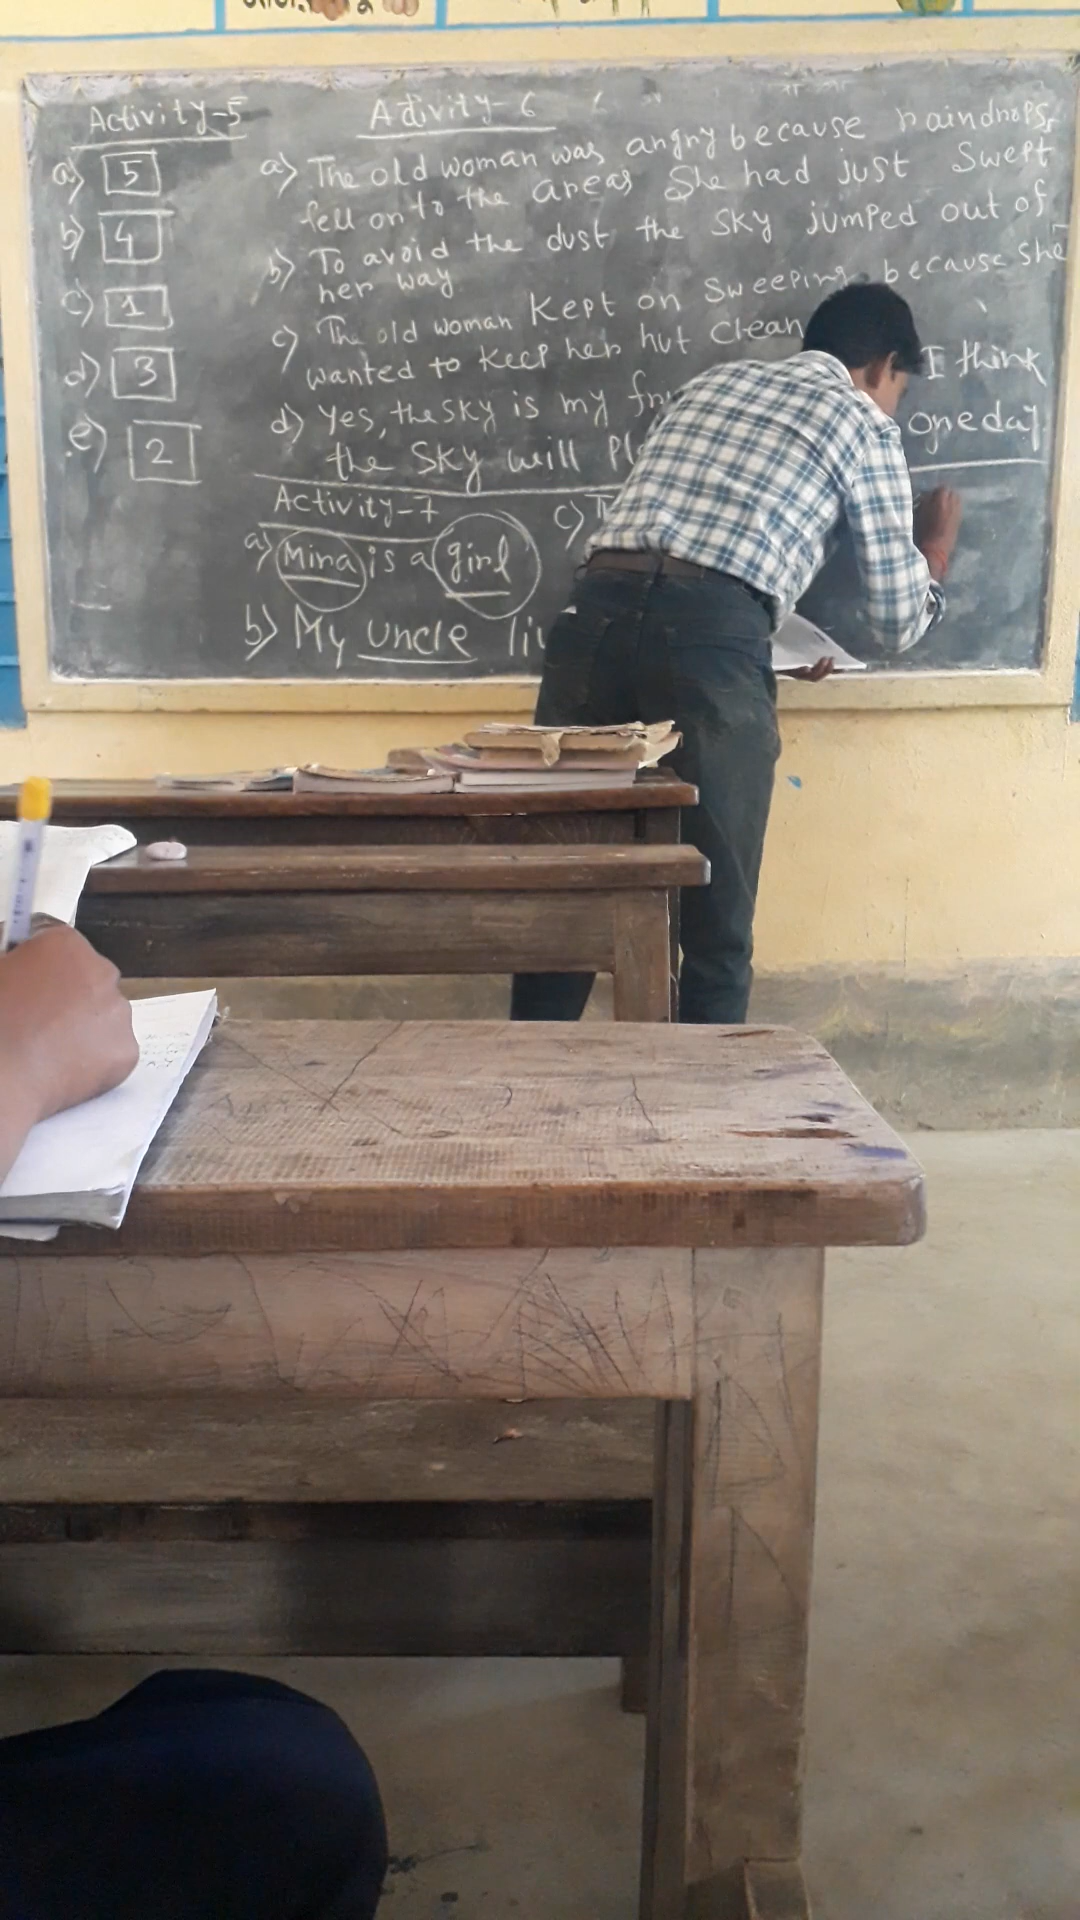 Activity-5
a) 5
b) 4
c) 1
d) 3
e) 2
Activity-6
a) The old woman was angry because raindrops
fell onto the areas She had just Swept
b) To avoid the dust the SKY jumped out of
her way
c) The old woman Kept on Sweeping because She
wanted to Keep her hut Clean
d) Yes, the SKY is my I think
the SKY will one day.
Activity-7
a) Mina is a girl
b) My uncle
c)